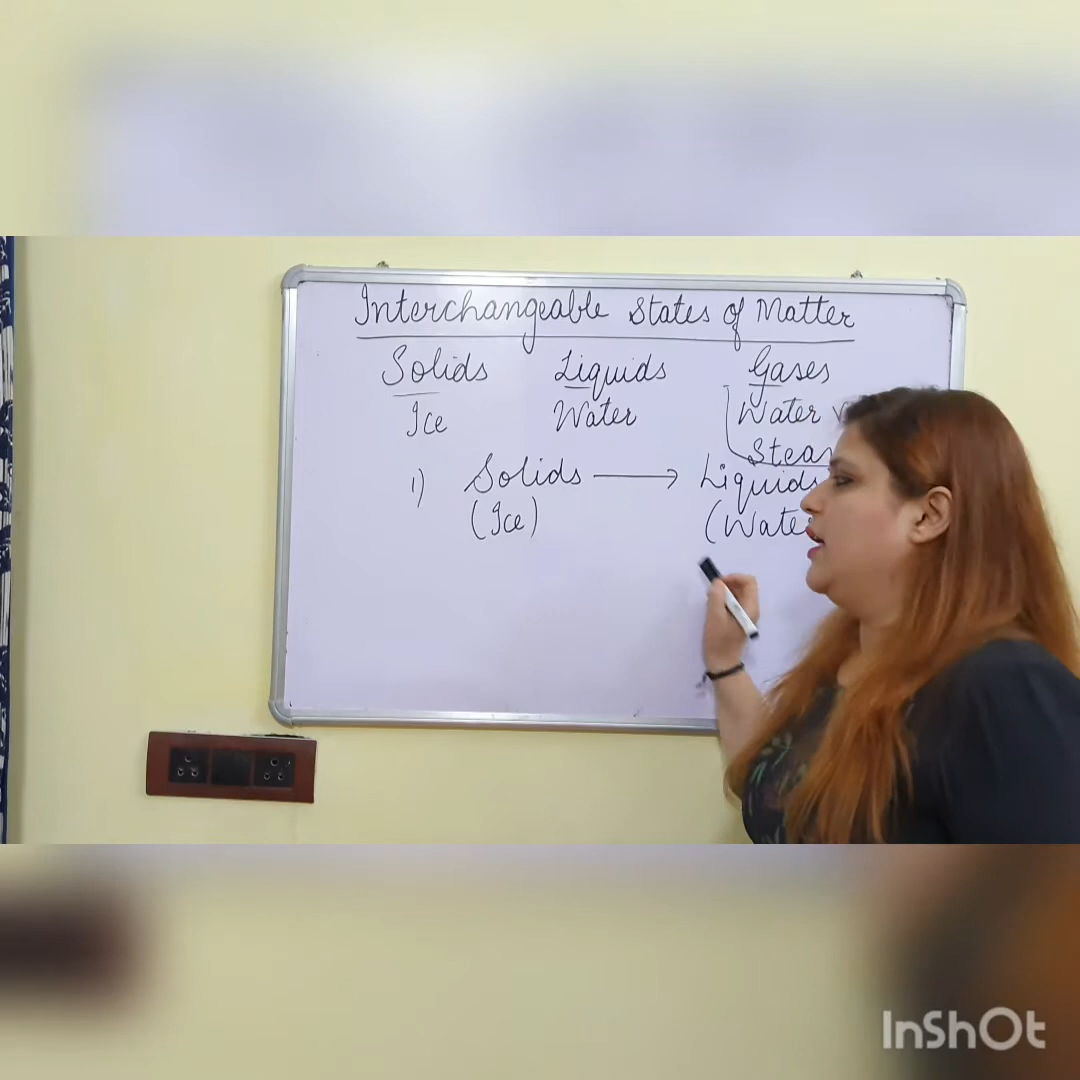 Interchangeable States of Matter
Solids Liquids Gases
Ice Water Water
1) Solids → Liquids
(Ice)
InShOt